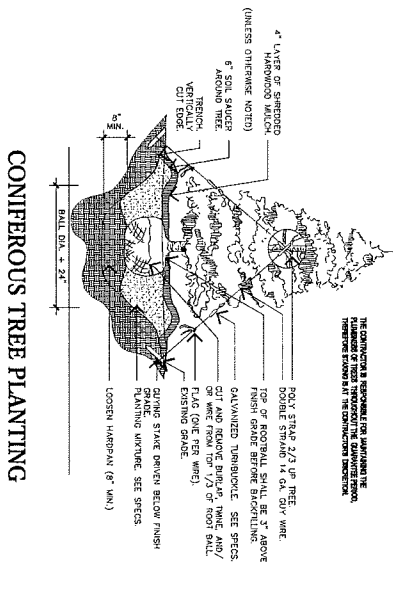 THE CONTRACTOR IS RESPONSIBLE FOR MAINTAINING THE
PLUMBNESS OF TREES THROUGHOUT THE GUARANTEE PERIOD,
THEREFORE STAKING IS AT THE CONTRACTOR'S DISCRETION.
4" LAYER OF SHREDDED
HARDWOOD MULCH.
(UNLESS OTHERWISE NOTED)
6" SOIL SAUCER
AROUND TREE.
TRENCH.
VERTICALLY
CUT EDGE.
8"
MIN.
POLY STRAP 2/3 UP TREE.
DOUBLE STRAND 14 GA. GUY WIRE.
TOP OF ROOTBALL SHALL BE 3" ABOVE
FINISH GRADE BEFORE BACKFILLING.
GALVANIZED TURNBUCKLE. SEE SPECS.
CUT AND REMOVE BURLAP, TWINE, AND/
OR WIRE FROM TOP 1/3 OF ROOT BALL.
FLAG (ONE PER WIRE).
EXISTING GRADE.
GUYING STAKE DRIVEN BELOW FINISH
GRADE.
PLANTING MIXTURE. SEE SPECS.
LOOSEN HARDPAN (8" MIN.)
BALL DIA. + 24"
CONIFEROUS TREE PLANTING